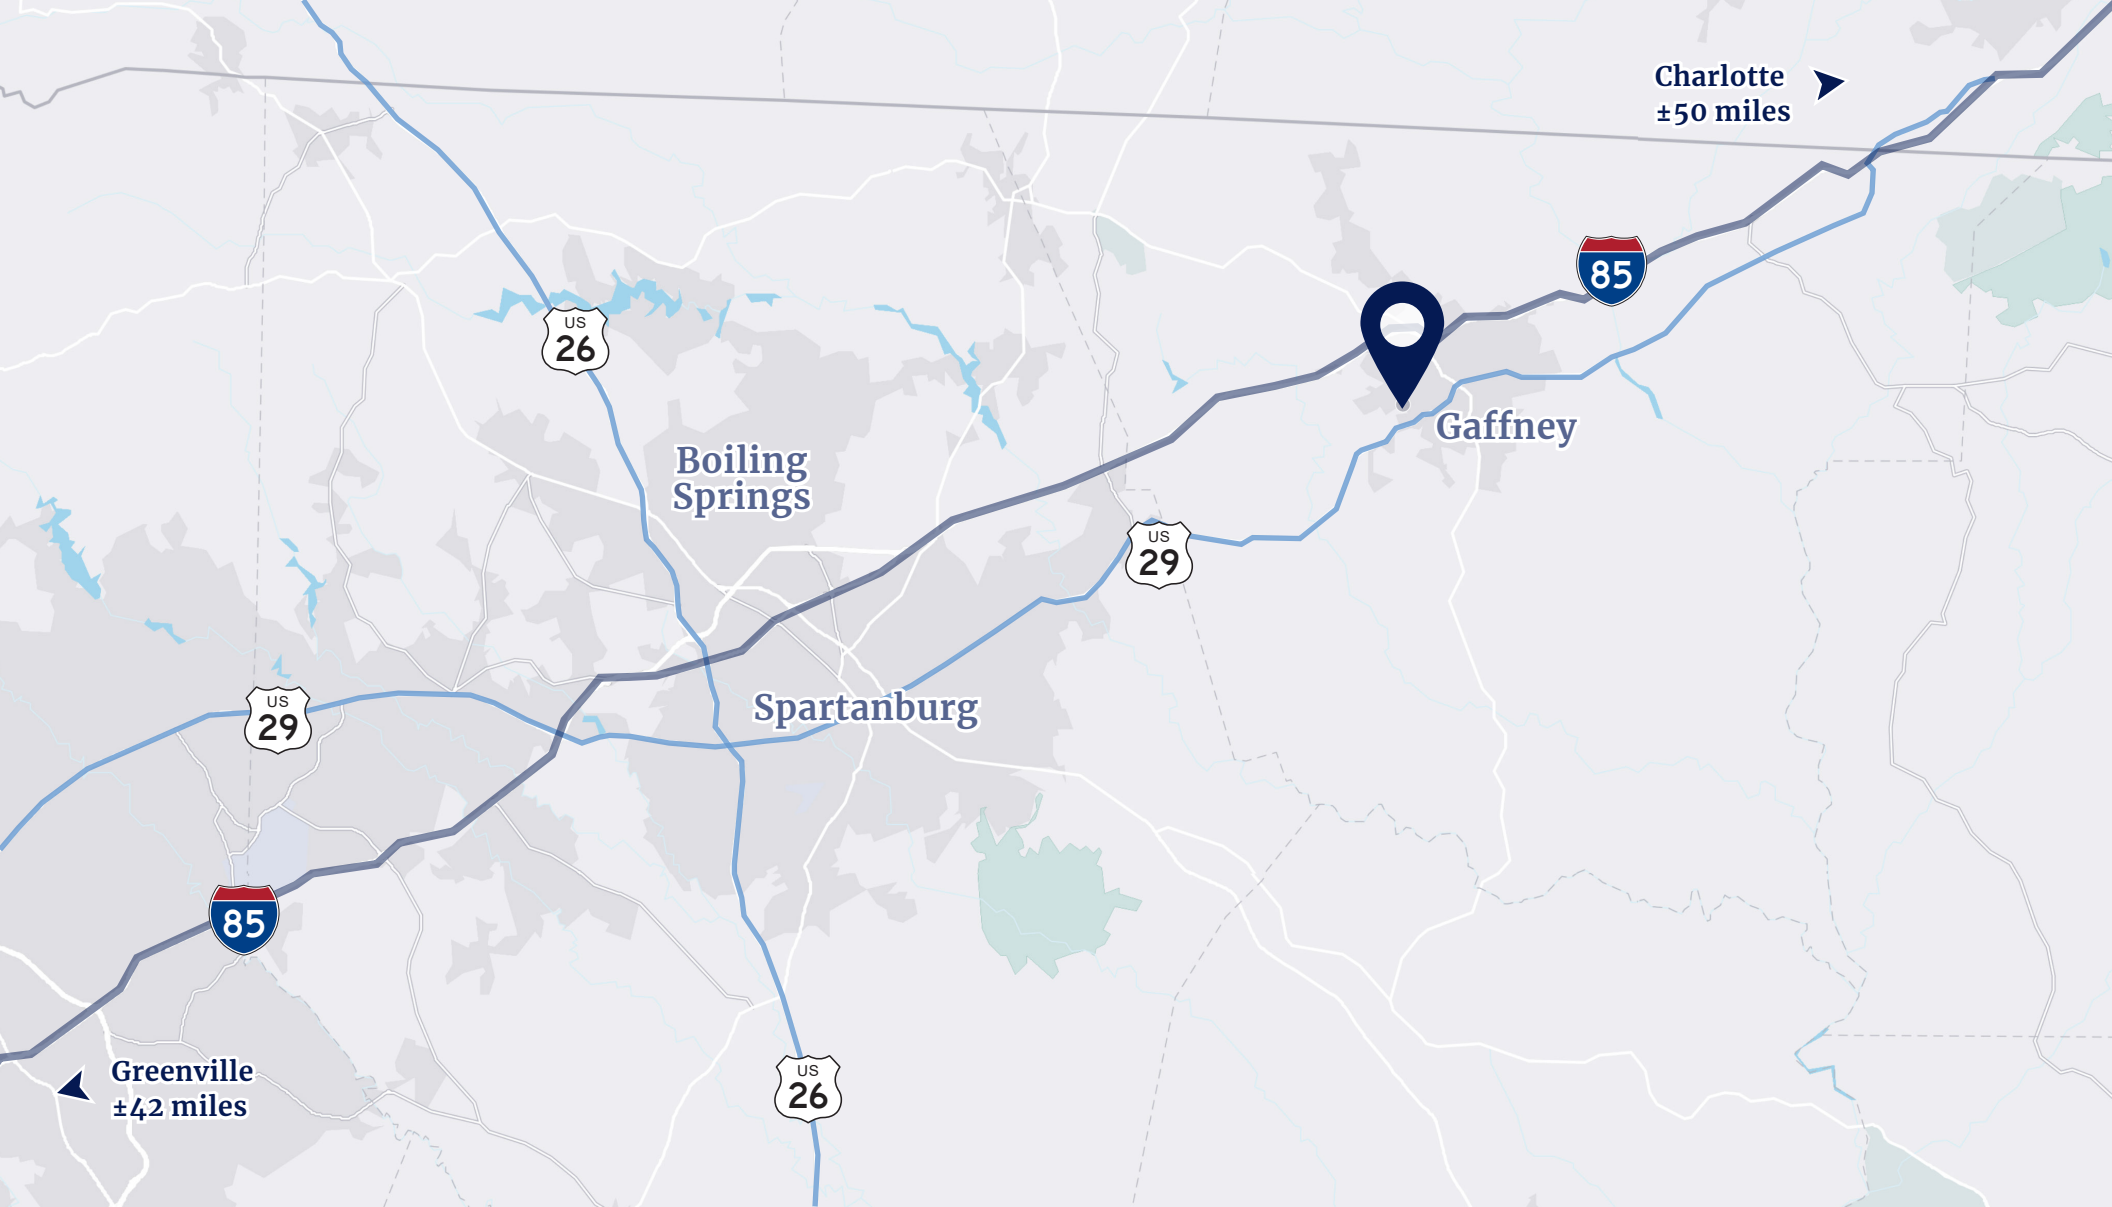 Charlotte
±50 miles
85
US
26
Gaffney
Boiling
Springs
US
29
Spartanburg
US
29
85
Greenville
±42 miles
US
26